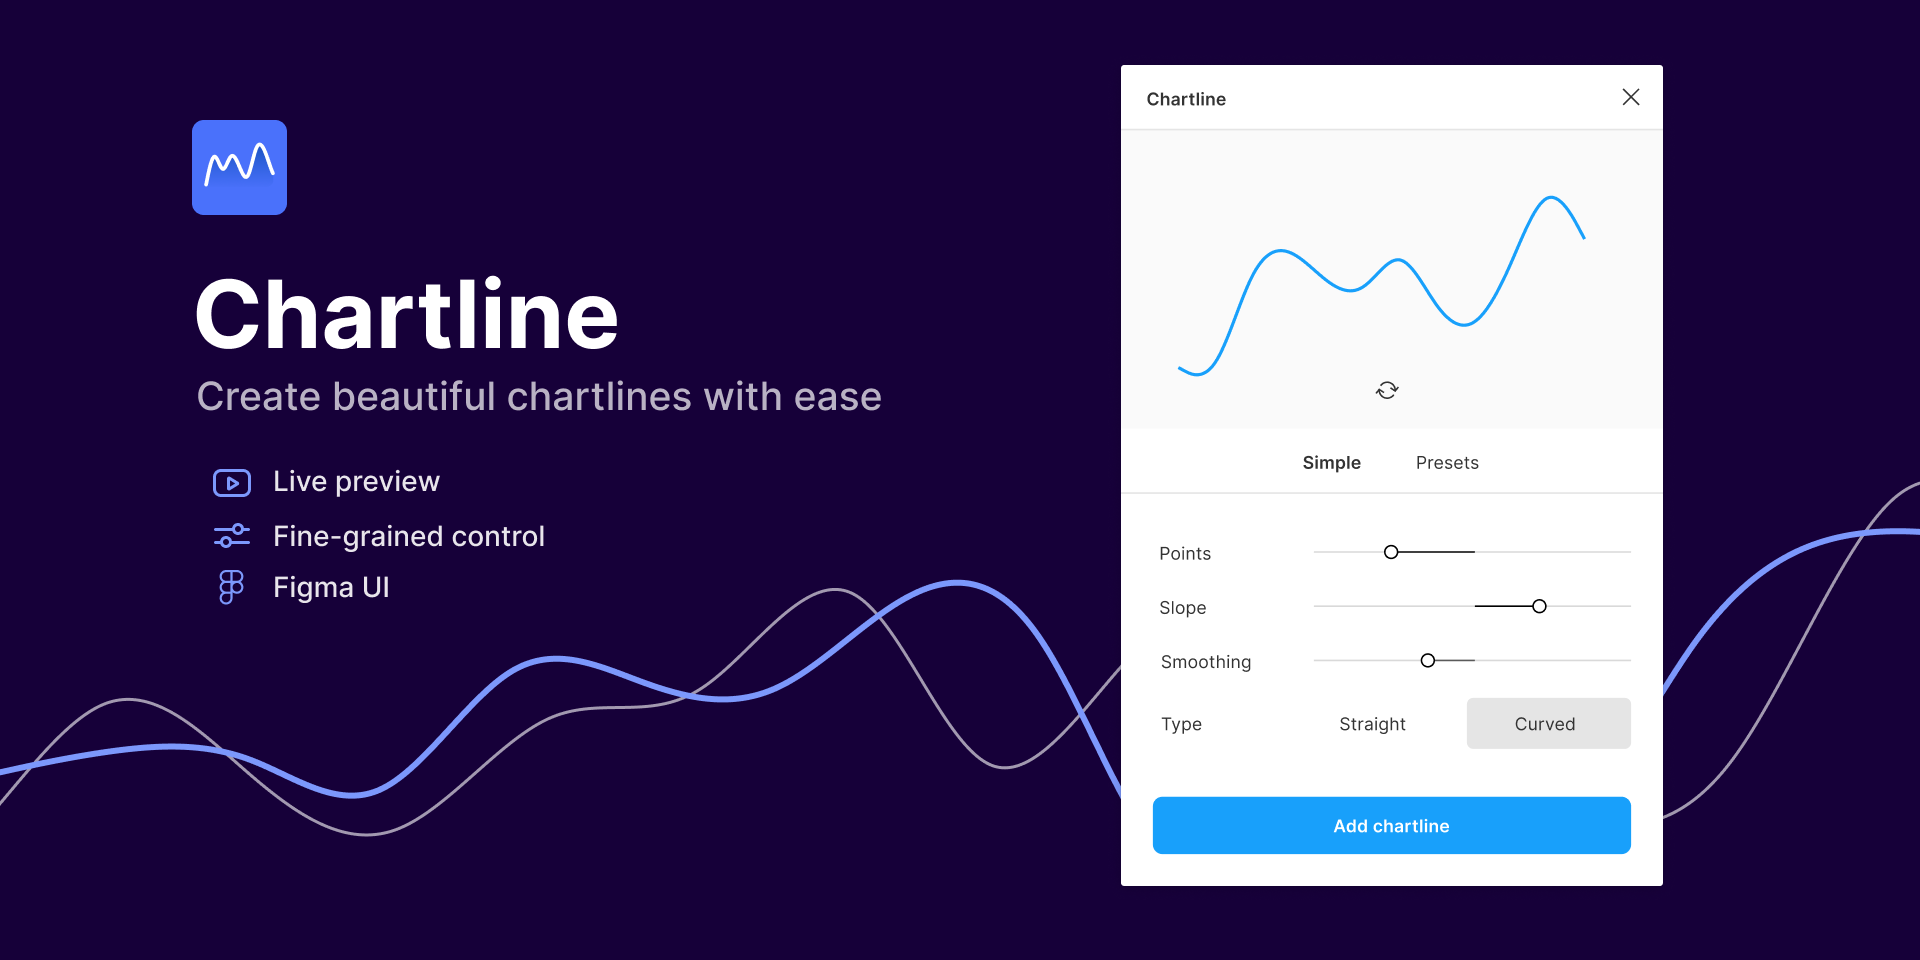 Chartline
Create beautiful chartlines with ease
Live preview
Fine-grained control
Figma UI
Chartline
Simple Presets
Points
Slope
Smoothing
Type Straight Curved
Add chartline